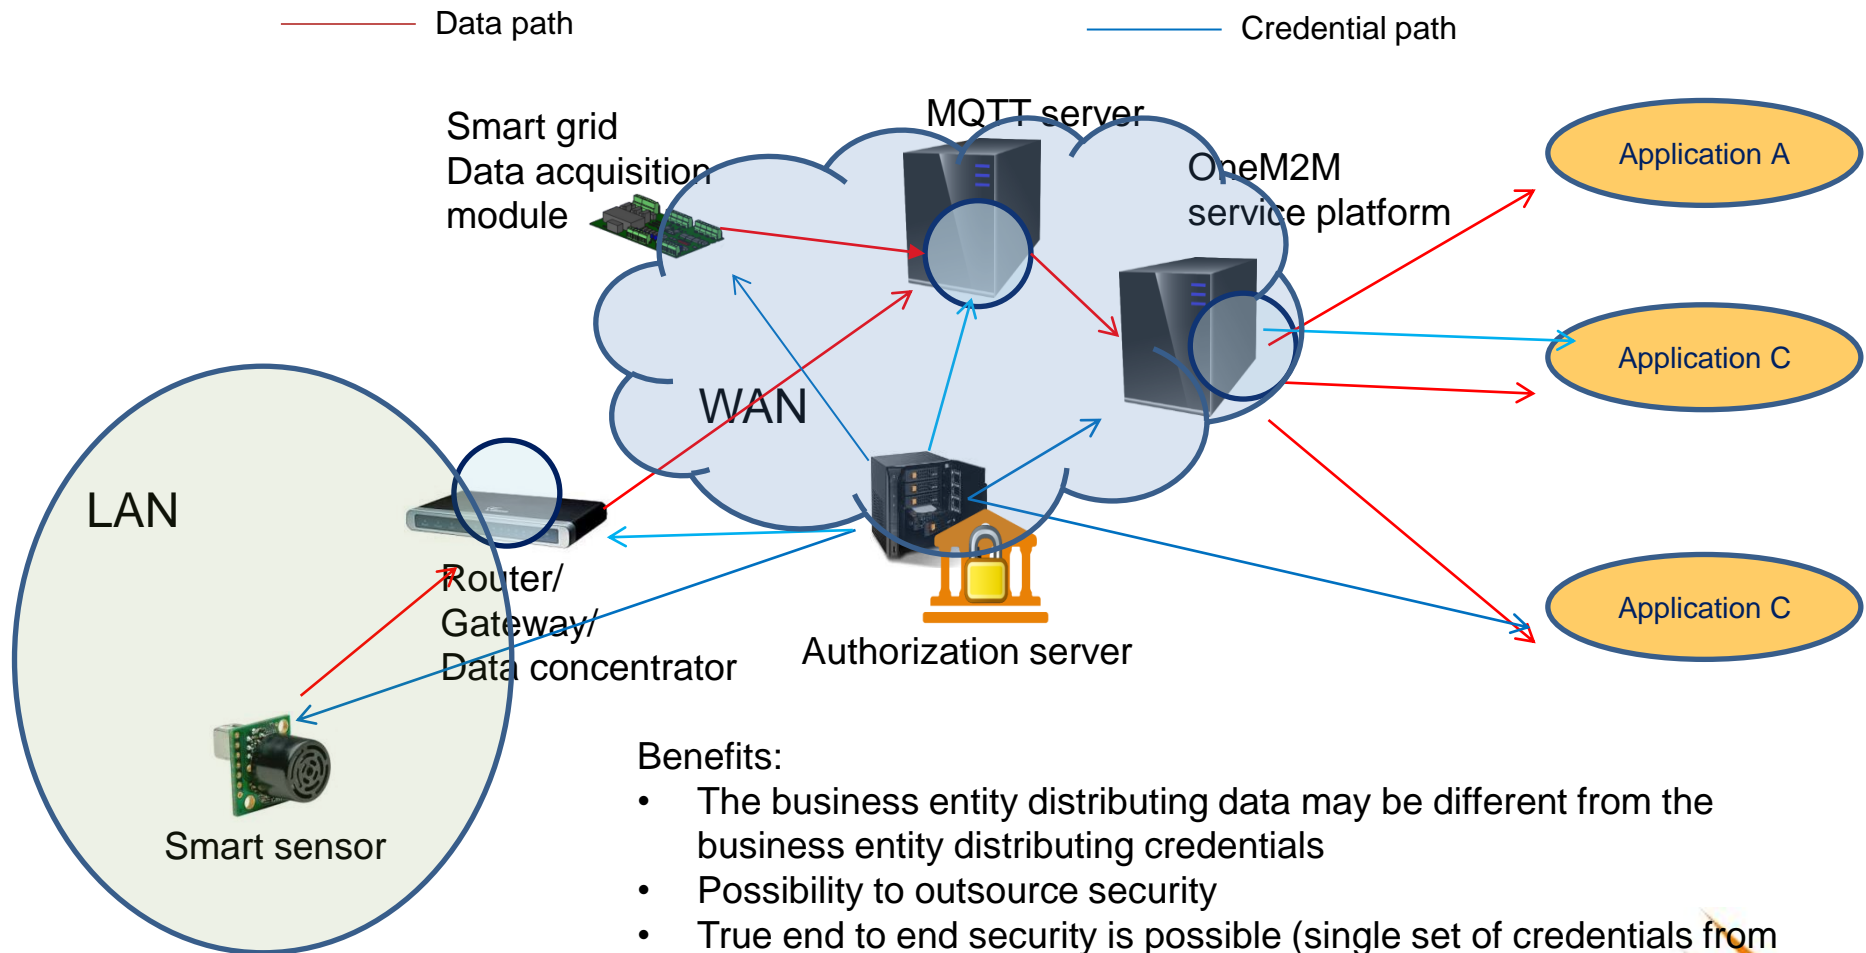 Data path
Credential path
Smart grid
Data acquisition
module
MQTT server
OneM2M
service platform
Application A
Application C
Application C
WAN
LAN
Router/
Gateway/
Data concentrator
Authorization server
Smart sensor
Benefits:
• The business entity distributing data may be different from the
business entity distributing credentials
• Possibility to outsource security
• True end to end security is possible (single set of credentials from